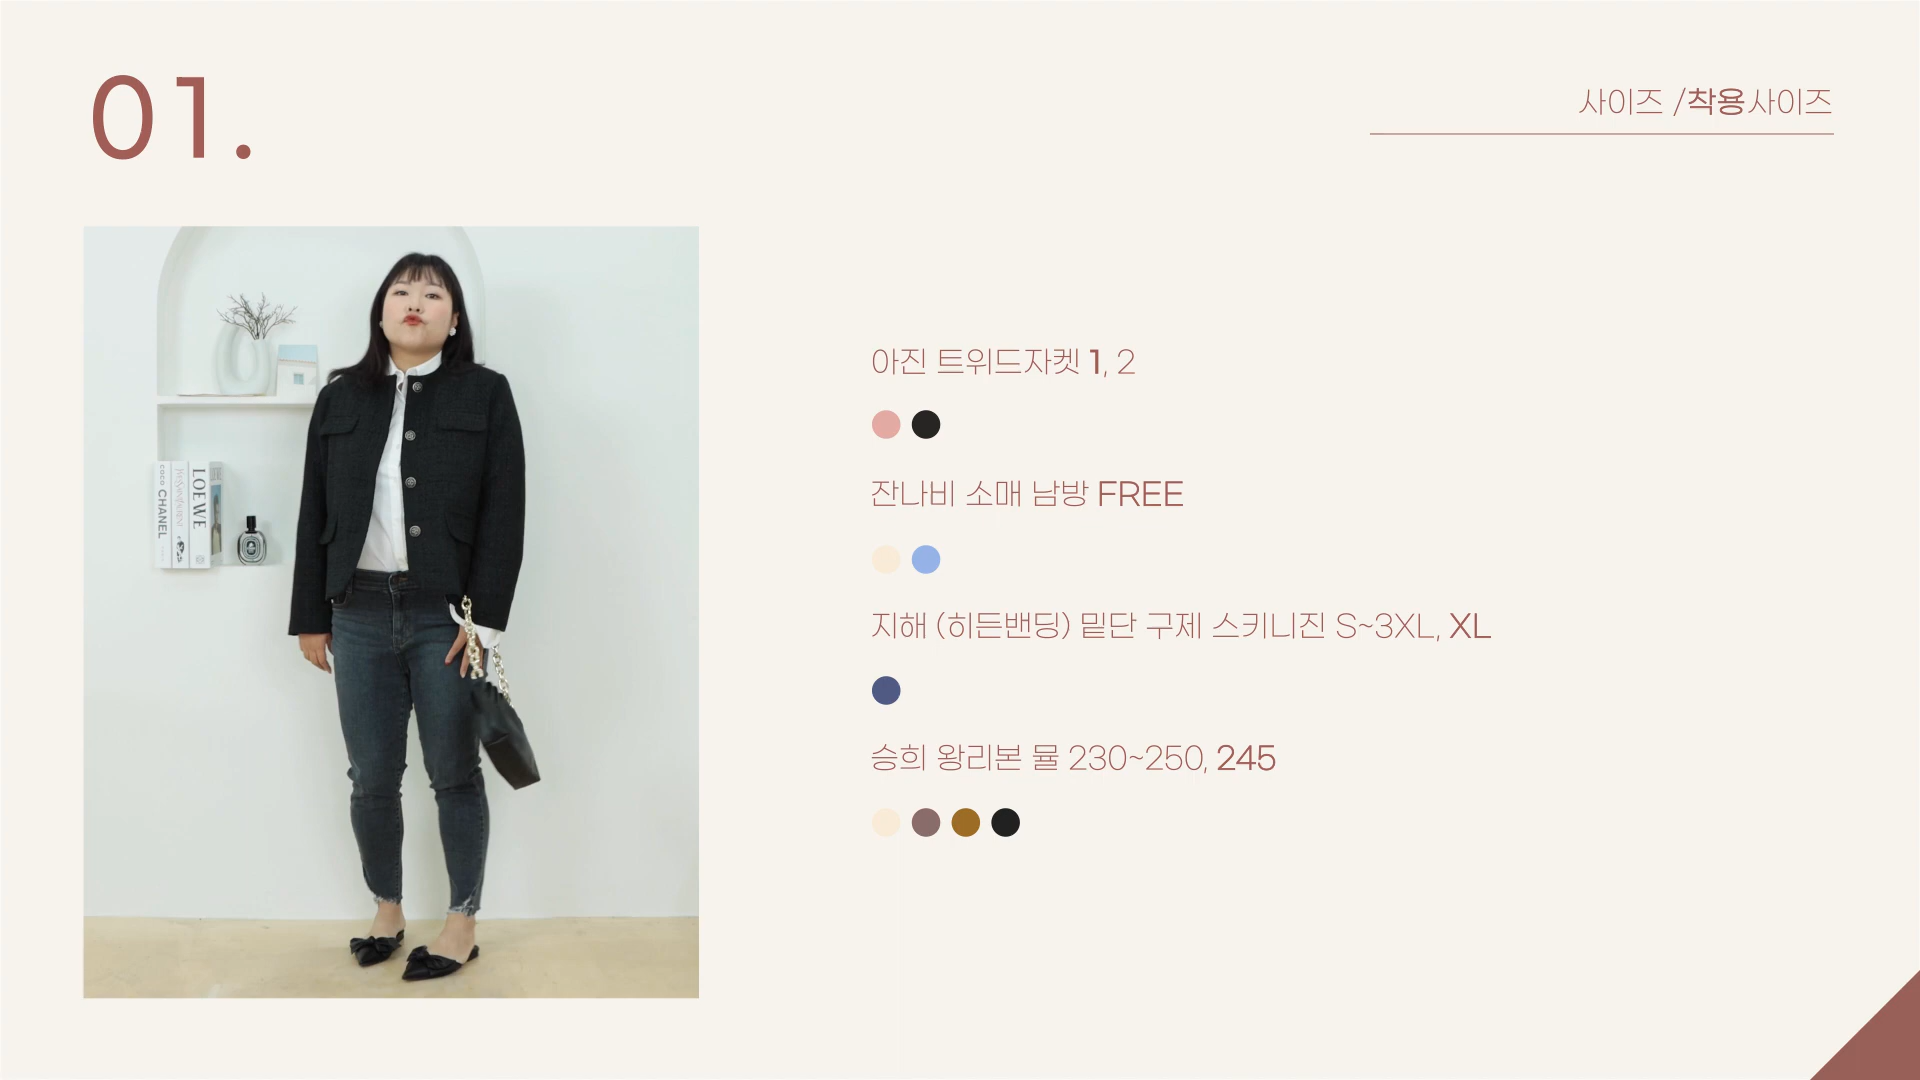 01.
사이즈 /착용사이즈
아진 트위드자켓 1, 2
잔나비 소매 남방 FREE
지해 (히든밴딩) 밑단 구제 스키니진 S~3XL, XL
승희 왕리본 뮬 230~250, 245
COCO CHANEL
LOEWE